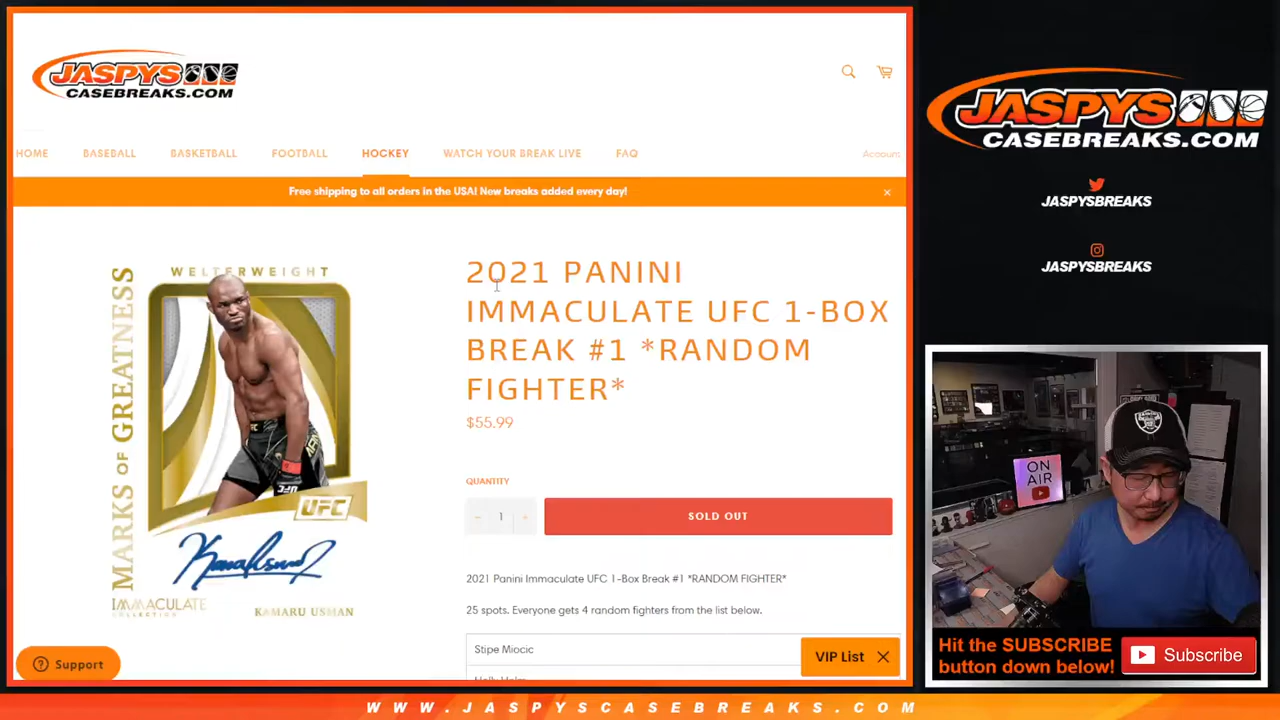 JASPYS
CASEBREAKS.COM
HOME BASEBALL BASKETBALL FOOTBALL HOCKEY WATCH YOUR BREAK LIVE FAQ Account
Free shipping to all orders in the USA! New breaks added every day! ×
WELTERWEIGHT
MARKS OF GREATNESS
UFC
IMMACULATE
COLLECTION
KAMARU USMAN
2021 PANINI
IMMACULATE UFC 1-BOX
BREAK #1 *RANDOM
FIGHTER*
$55.99
QUANTITY
− 1 +
SOLD OUT
2021 Panini Immaculate UFC 1-Box Break #1 *RANDOM FIGHTER*
25 spots. Everyone gets 4 random fighters from the list below.
Stipe Miocic
Holly Holm
Support
VIP List ×
JASPYS
CASEBREAKS.COM
JASPYSBREAKS
JASPYSBREAKS
ON
AIR
Hit the SUBSCRIBE
button down below!
Subscribe
WWW.JASPYSCASEBREAKS.COM